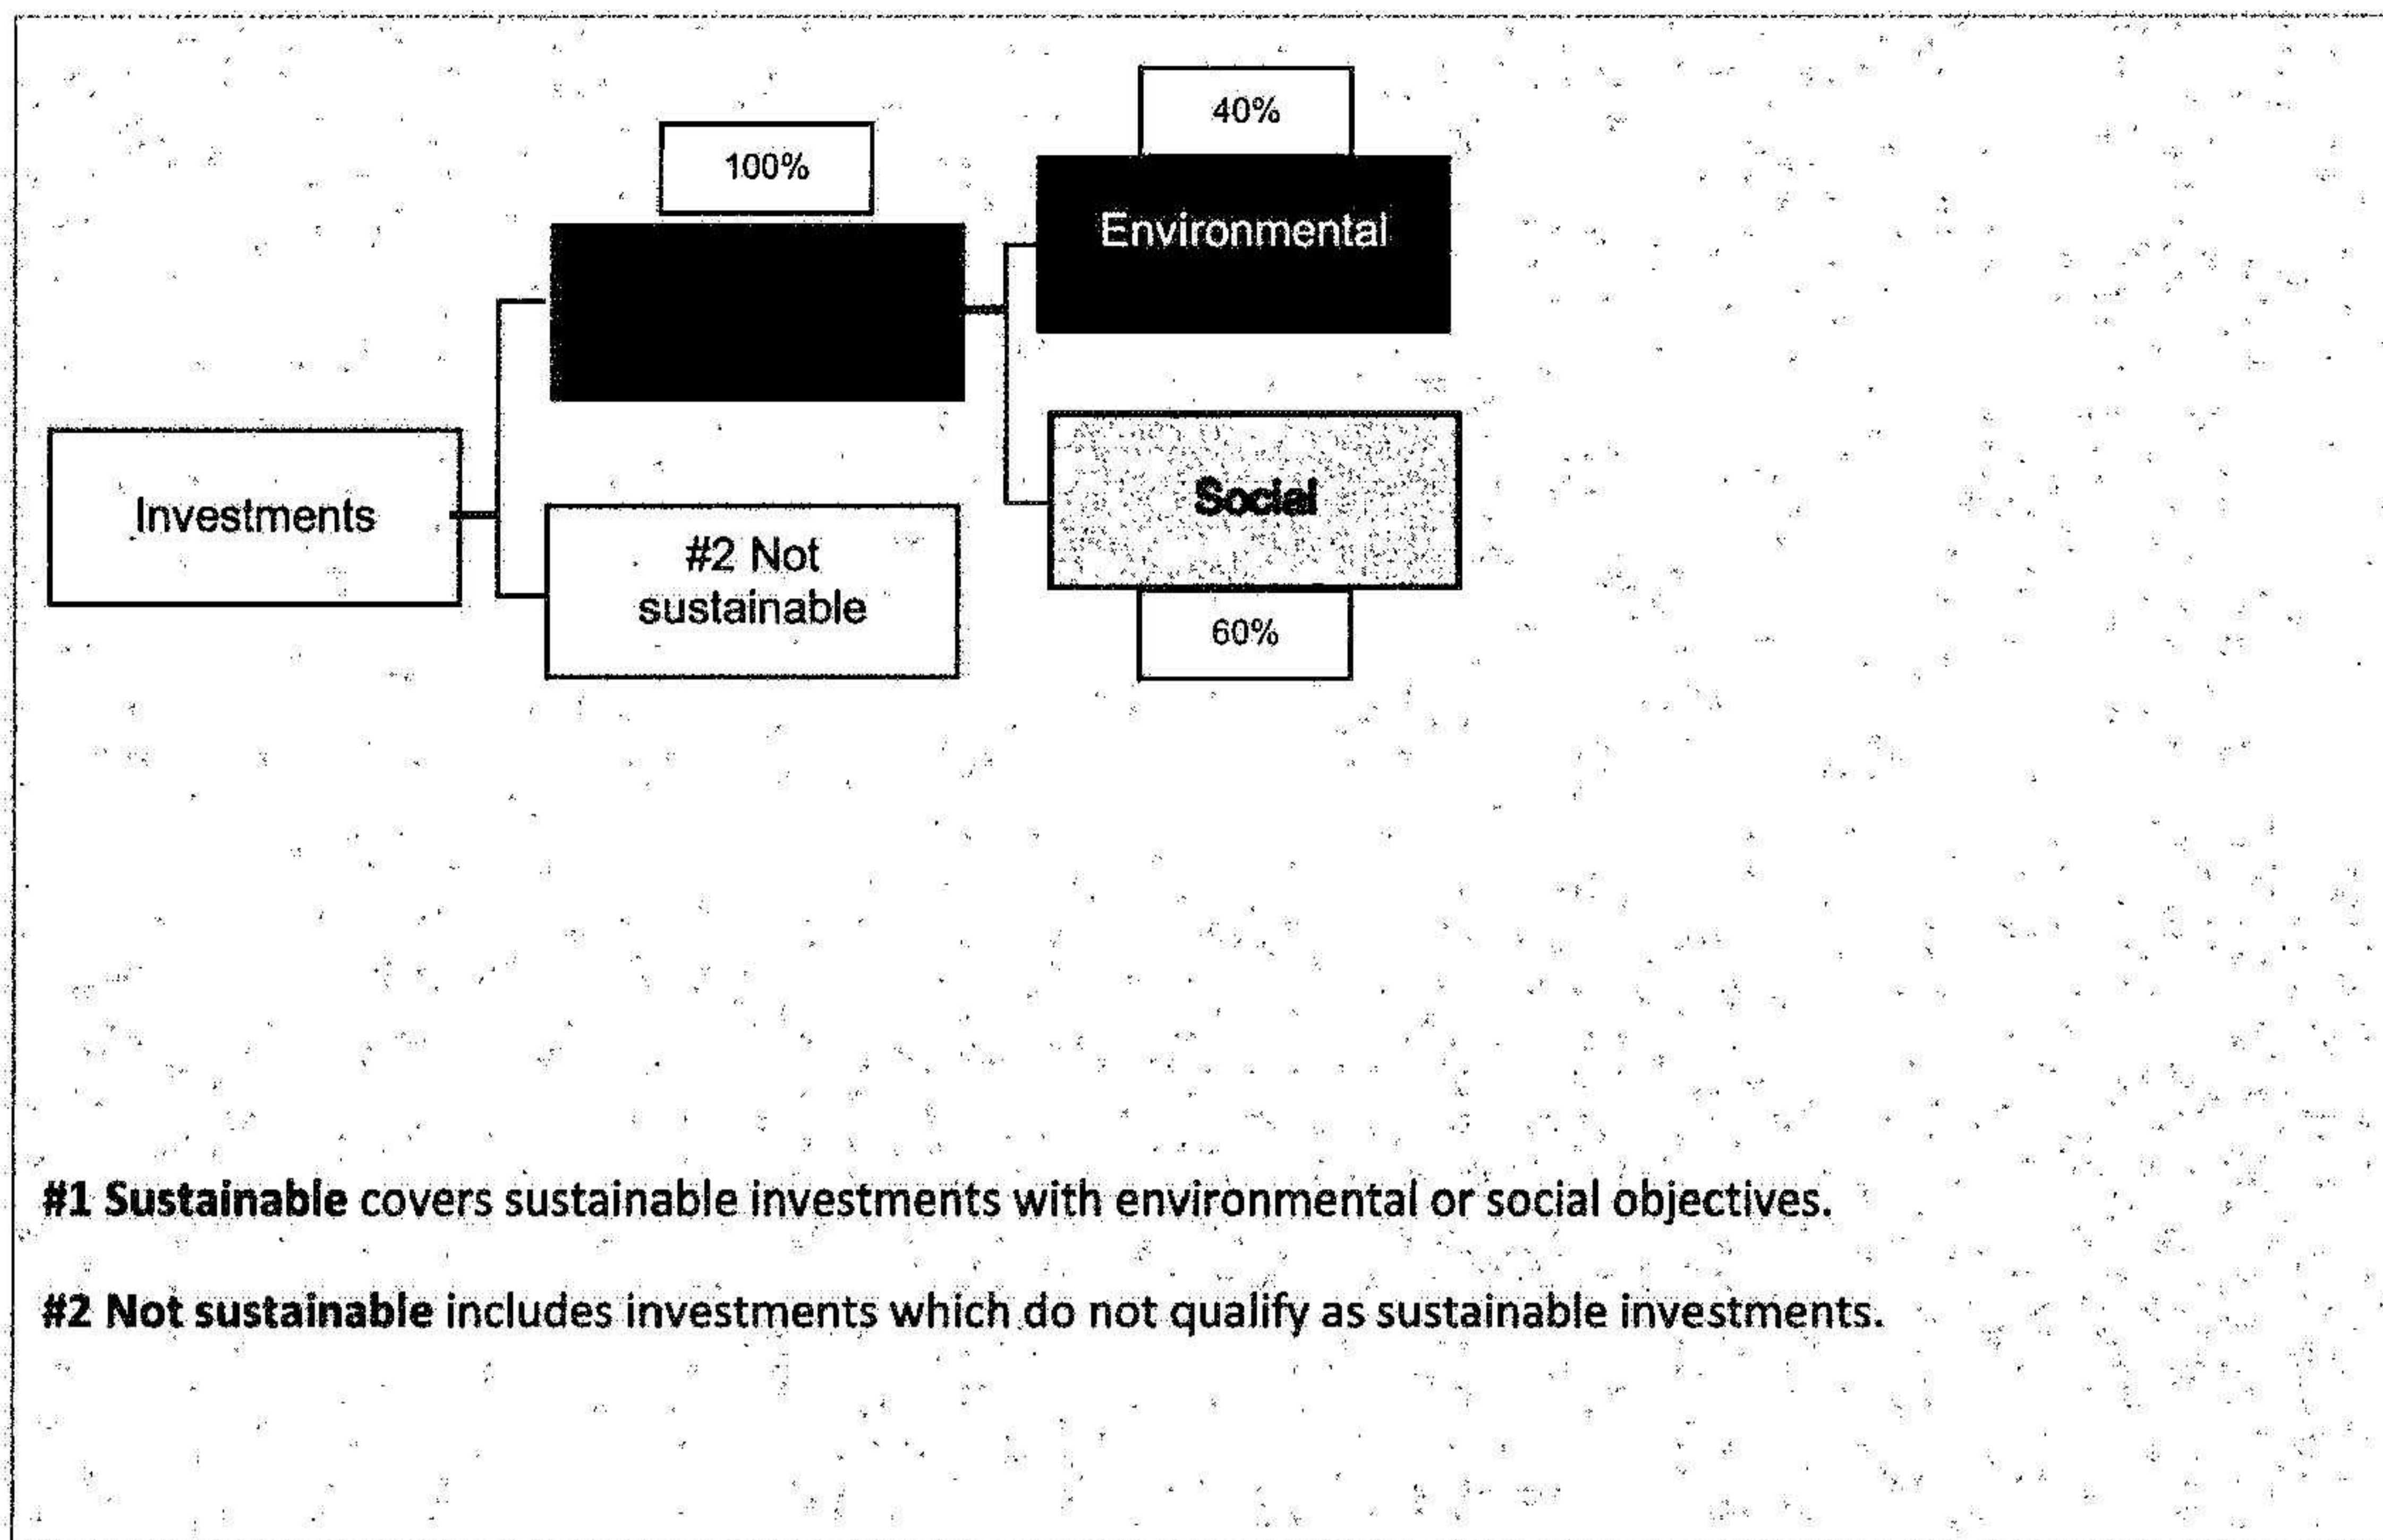 40%
100%
Environmental
Investments
Social
#2 Not
sustainable
60%
#1 Sustainable covers sustainable investments with environmental or social objectives.
#2 Not sustainable includes investments which do not qualify as sustainable investments.